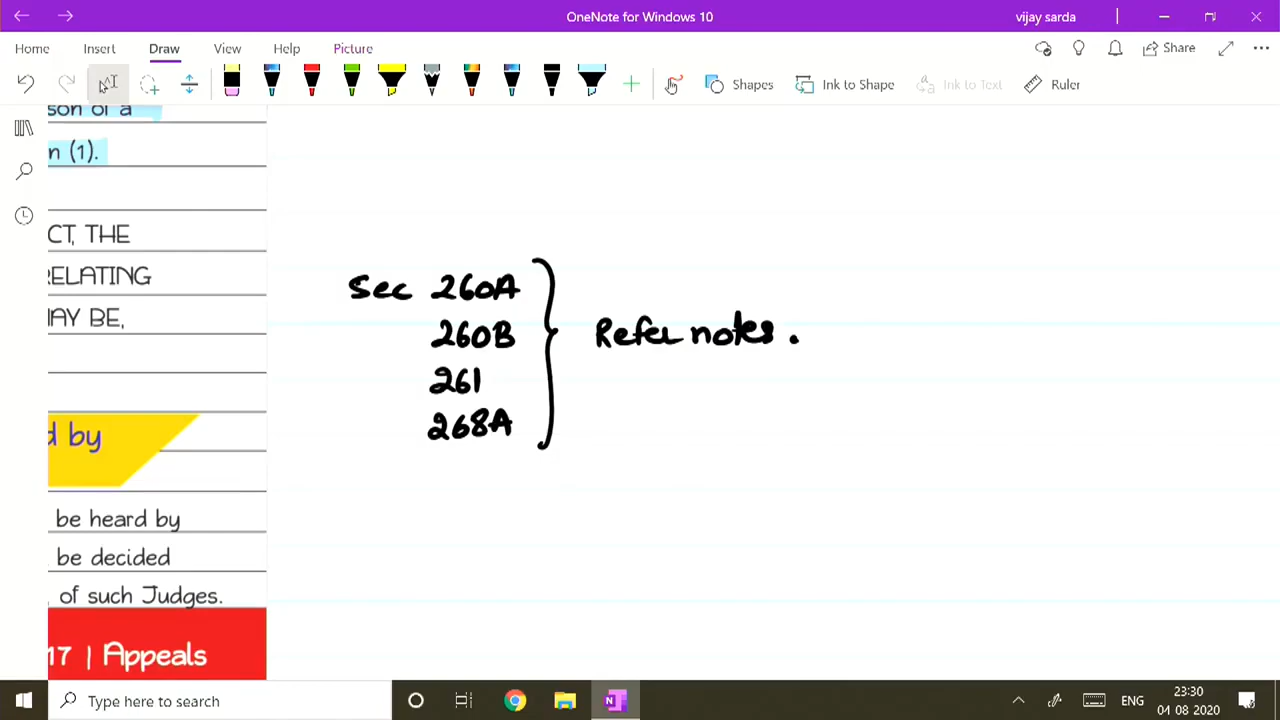 OneNote for Windows 10
vijay sarda
Home Insert Draw View Help Picture
Share
Shapes Ink to Shape Ink to Text Ruler
son of a
n (1).
CT, THE
RELATING
MAY BE,
Sec 260A
260B
261
268A
Refer notes.
d by
be heard by
be decided
of such Judges.
17 | Appeals
Type here to search
ENG
23:30
04-08-2020